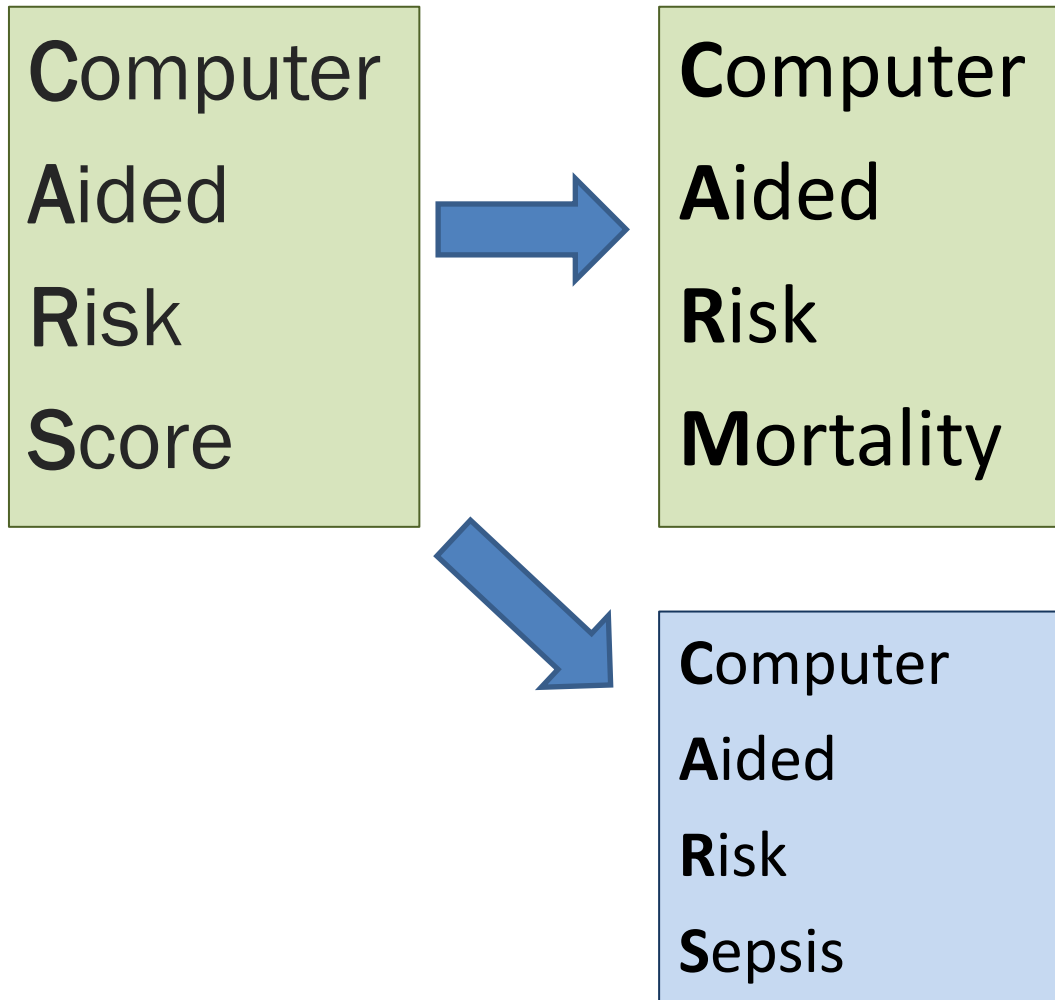 Computer
Aided
Risk
Score
Computer
Aided
Risk
Mortality
Computer
Aided
Risk
Sepsis